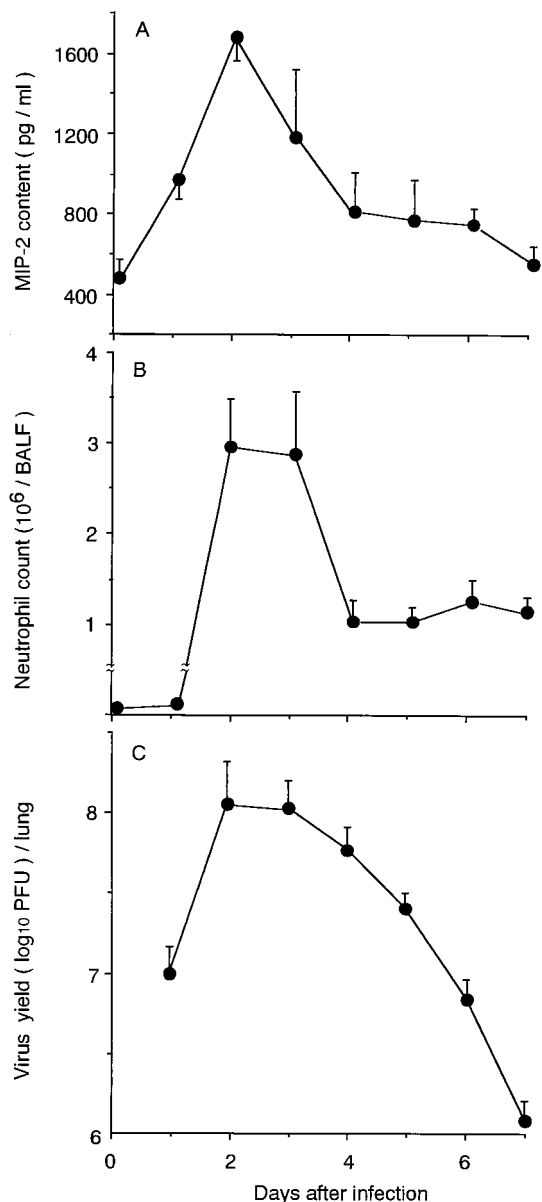 A
1600
1200
800
400
MIP-2 content ( pg / ml )
B
4
3
2
1
Neutrophil count (10⁶ / BALF)
C
8
7
6
Virus yield ( log₁₀ PFU ) / lung
0 2 4 6
Days after infection